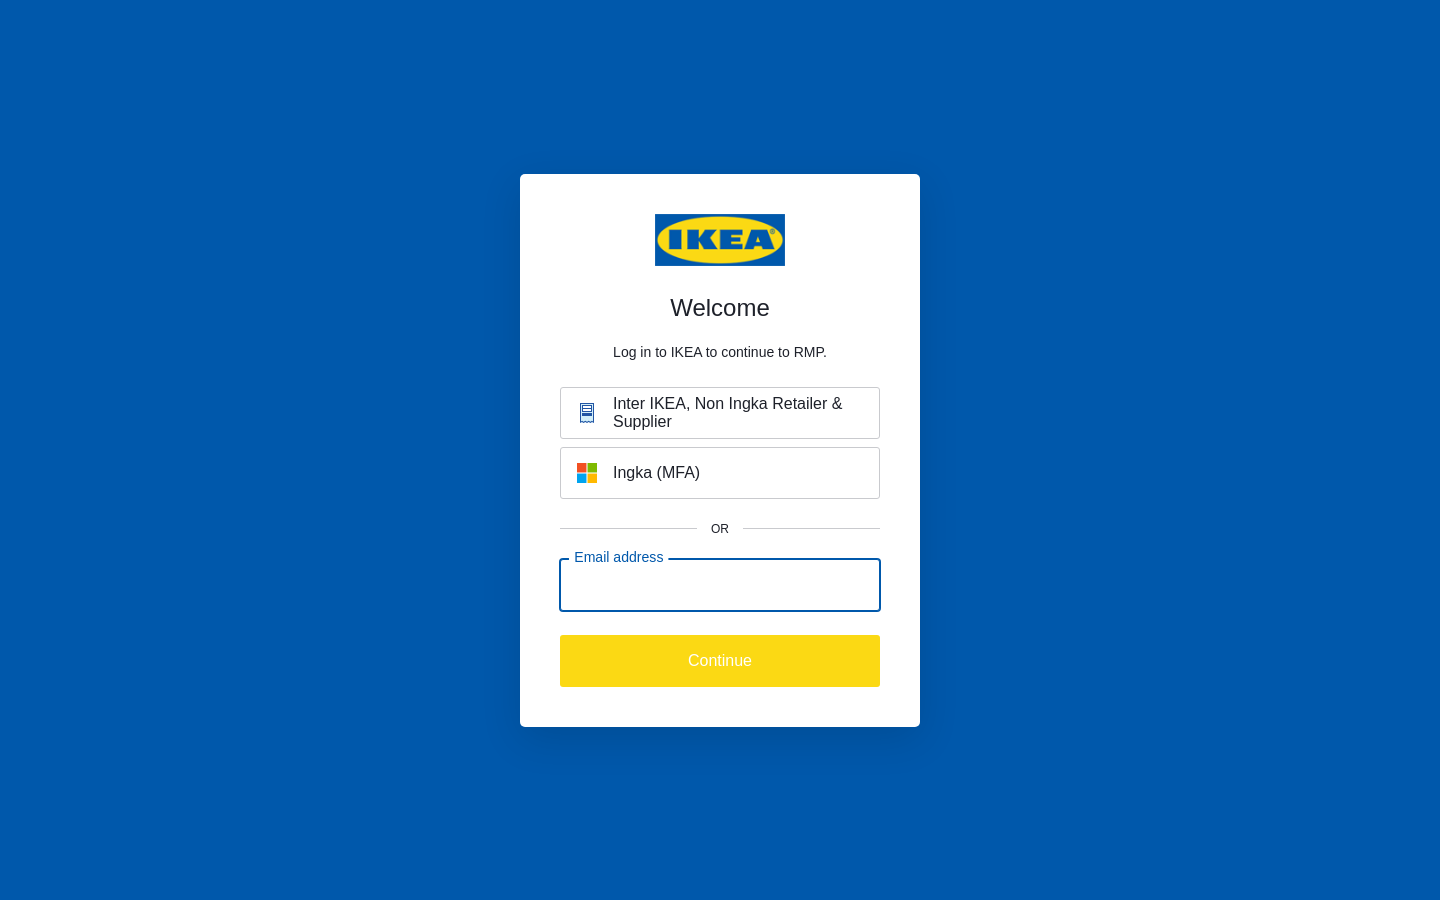 IKEA
Welcome
Log in to IKEA to continue to RMP.
Inter IKEA, Non Ingka Retailer &
Supplier
Ingka (MFA)
OR
Email address
Continue